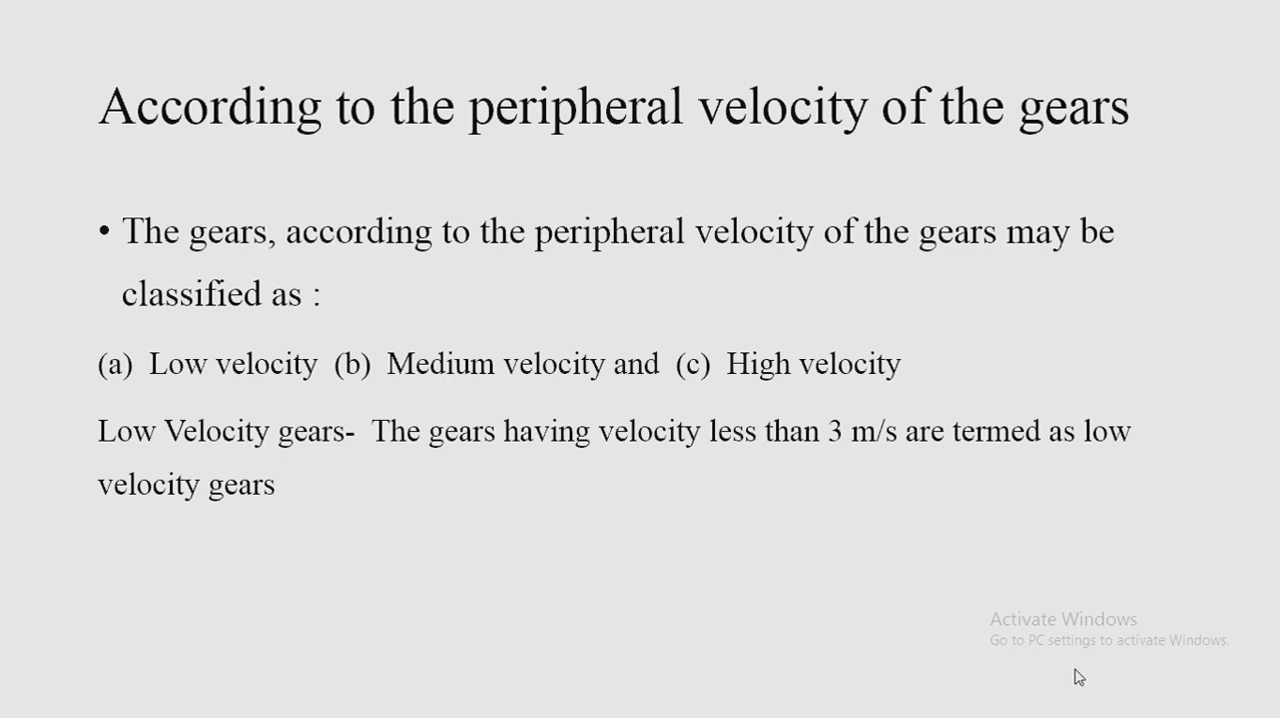 According to the peripheral velocity of the gears
• The gears, according to the peripheral velocity of the gears may be
classified as :
(a) Low velocity (b) Medium velocity and (c) High velocity
Low Velocity gears- The gears having velocity less than 3 m/s are termed as low
velocity gears
Activate Windows
Go to PC settings to activate Windows.